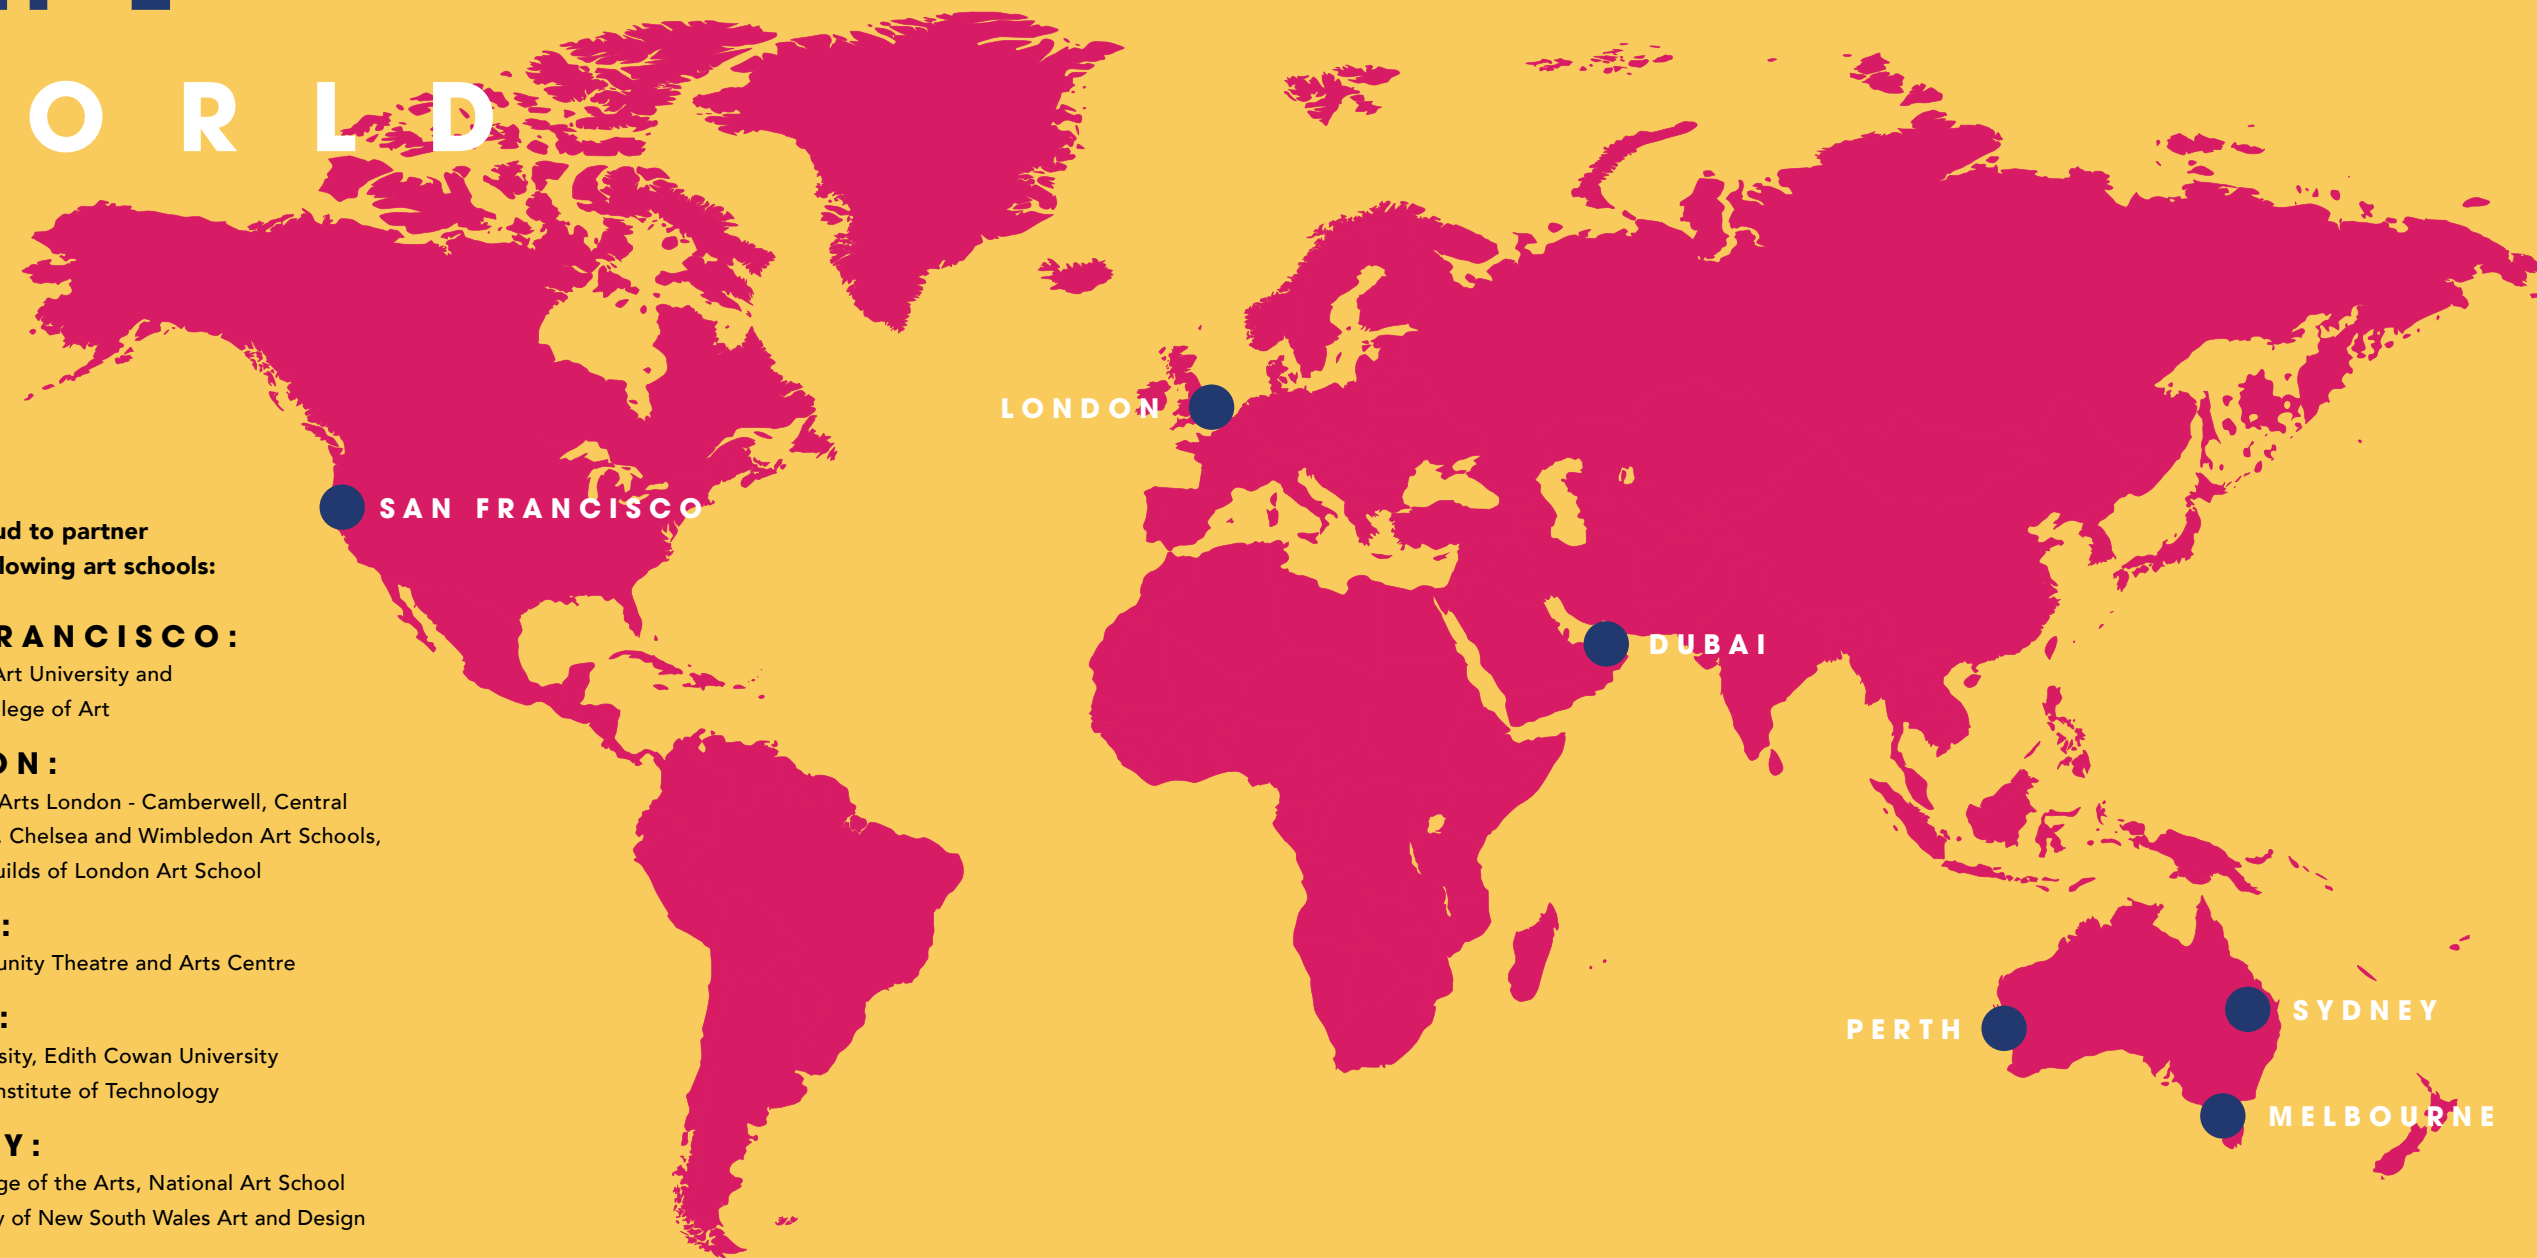 ORLD
ud to partner
lowing art schools:
RANCISCO:
Art University and
lege of Art
ON:
Arts London - Camberwell, Central
. Chelsea and Wimbledon Art Schools,
uilds of London Art School
:
unity Theatre and Arts Centre
:
sity, Edith Cowan University
nstitute of Technology
Y:
ge of the Arts, National Art School
y of New South Wales Art and Design
LONDON
SAN FRANCISCO
DUBAI
SYDNEY
PERTH
MELBOURNE